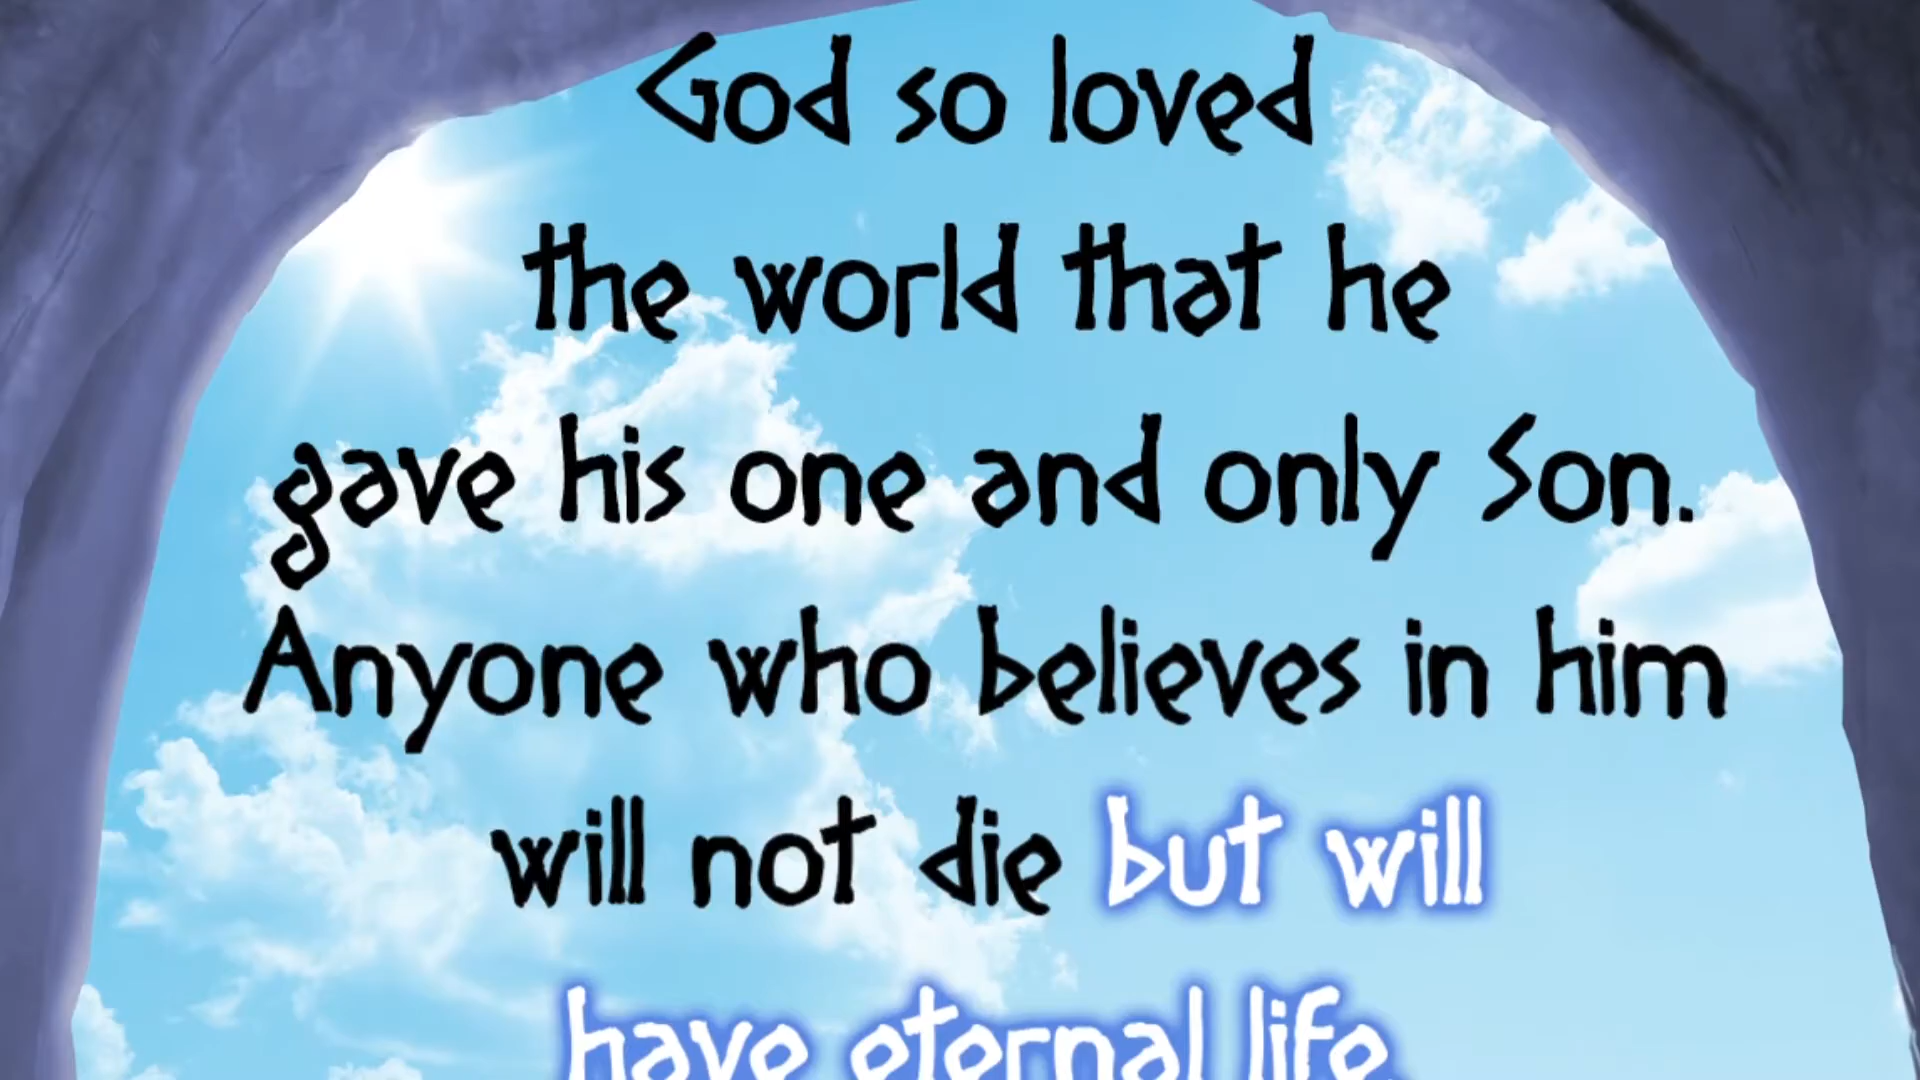 God so loved
the world that he
gave his one and only Son.
Anyone who believes in him
will not die but will
have eternal life.